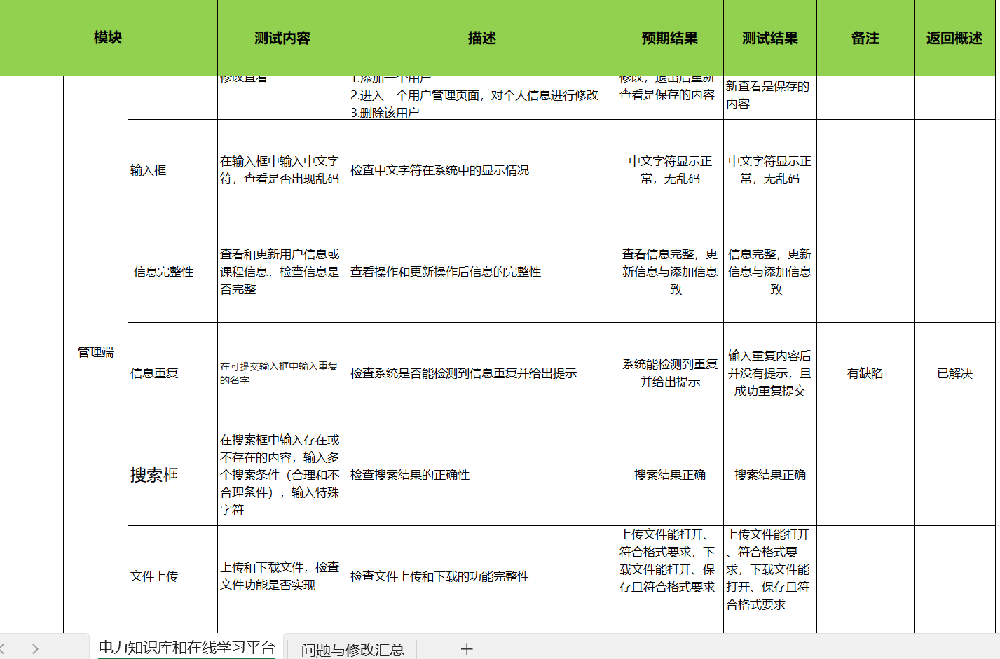 模块
测试内容
描述
预期结果
测试结果
备注
返回概述
修改查看
1.添加一个用户
2.进入一个用户管理页面，对个人信息进行修改
3.删除该用户
修改，退出后重新
查看是保存的内容
新查看是保存的
内容
管理端
输入框
在输入框中输入中文字
符，查看是否出现乱码
检查中文字符在系统中的显示情况
中文字符显示正
常，无乱码
中文字符显示正
常，无乱码
信息完整性
查看和更新用户信息或
课程信息，检查信息是
否完整
查看操作和更新操作后信息的完整性
查看信息完整，更
新信息与添加信息
一致
信息完整，更新
信息与添加信息
一致
信息重复
在可提交输入框中输入重复
的名字
检查系统是否能检测到信息重复并给出提示
系统能检测到重复
并给出提示
输入重复内容后
并没有提示，且
成功重复提交
有缺陷
已解决
搜索框
在搜索框中输入存在或
不存在的内容，输入多
个搜索条件（合理和不
合理条件），输入特殊
字符
检查搜索结果的正确性
搜索结果正确
搜索结果正确
文件上传
上传和下载文件，检查
文件功能是否实现
检查文件上传和下载的功能完整性
上传文件能打开、
符合格式要求，下
载文件能打开、保
存且符合格式要求
上传文件能打开
、符合格式要
求，下载文件能
打开、保存且符
合格式要求
电力知识库和在线学习平台
问题与修改汇总